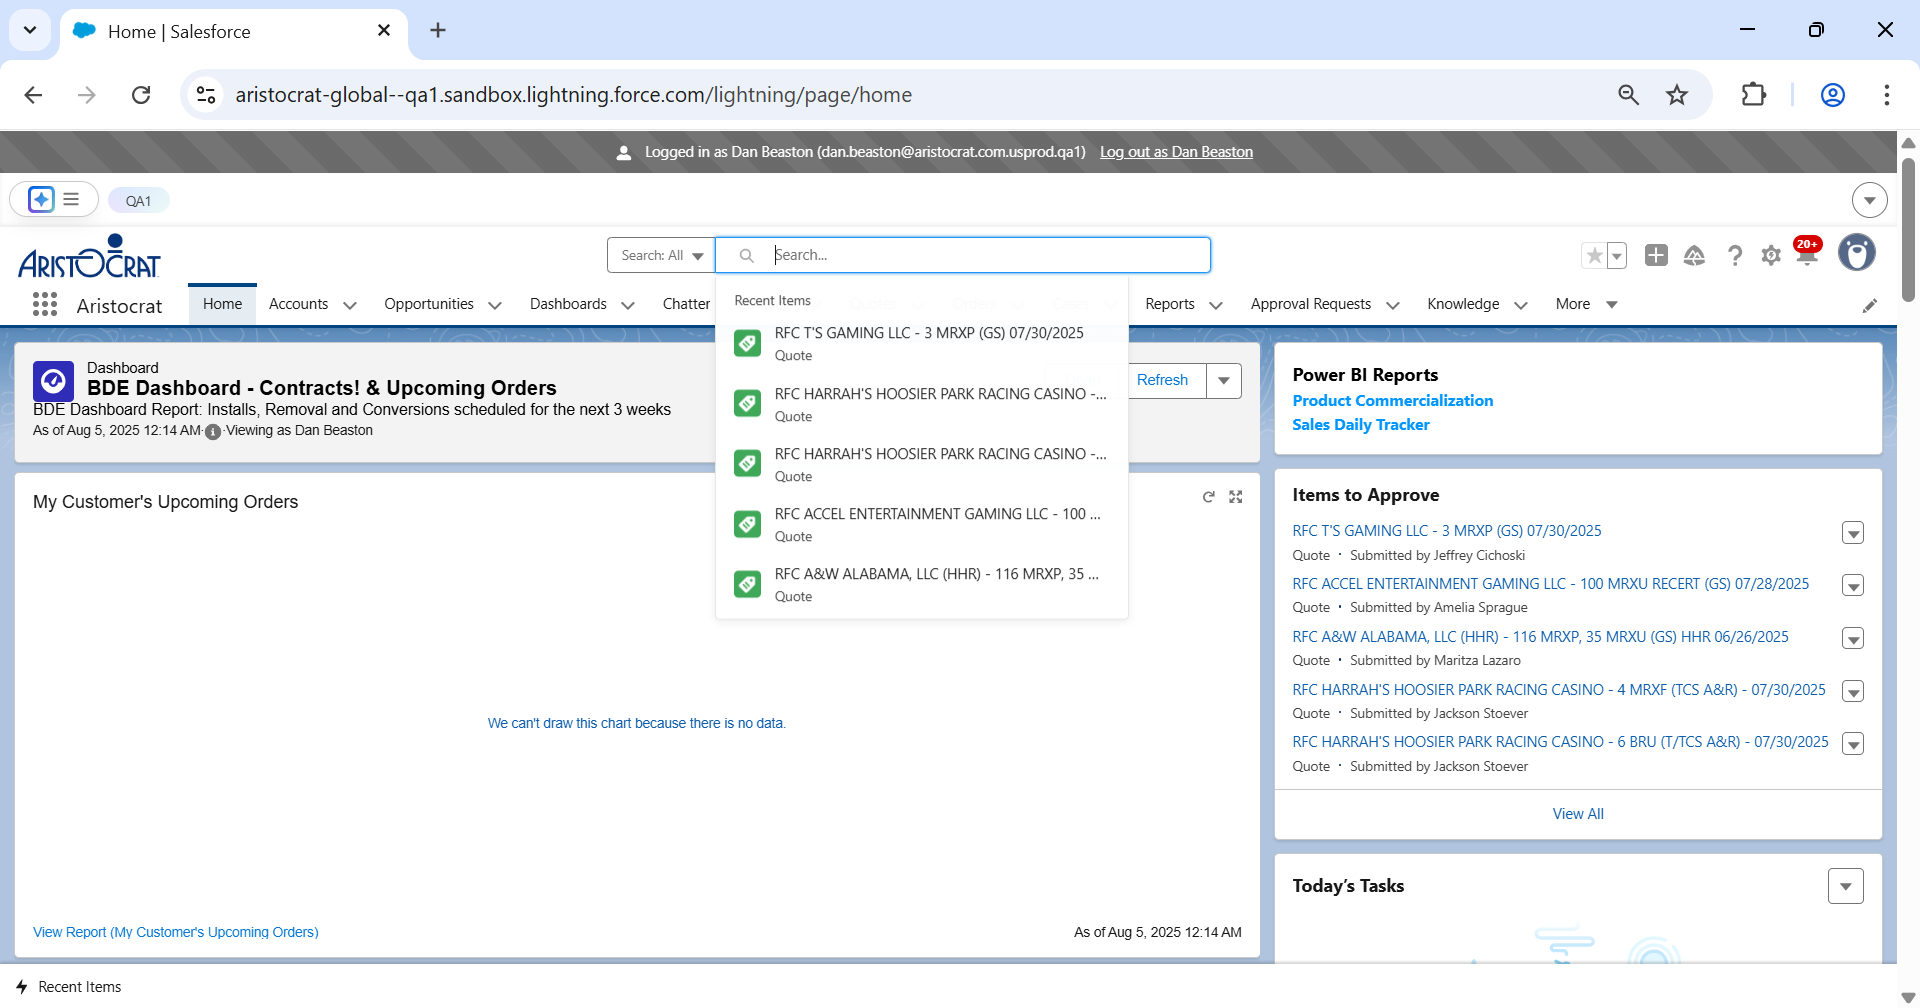 Home | Salesforce
aristocrat-global--qa1.sandbox.lightning.force.com/lightning/page/home
Logged in as Dan Beaston (dan.beaston@aristocrat.com.usprod.qa1) Log out as Dan Beaston
QA1
ARISTOCRAT
Search: All
Search...
20+
Aristocrat
Home
Accounts
Opportunities
Dashboards
Chatter
Reports
Approval Requests
Knowledge
More
Recent Items
RFC T'S GAMING LLC - 3 MRXP (GS) 07/30/2025
Quote
RFC HARRAH'S HOOSIER PARK RACING CASINO -...
Quote
RFC HARRAH'S HOOSIER PARK RACING CASINO -...
Quote
RFC ACCEL ENTERTAINMENT GAMING LLC - 100 ...
Quote
RFC A&W ALABAMA, LLC (HHR) - 116 MRXP, 35 ...
Quote
Dashboard
BDE Dashboard - Contracts! & Upcoming Orders
BDE Dashboard Report: Installs, Removal and Conversions scheduled for the next 3 weeks
As of Aug 5, 2025 12:14 AM·Viewing as Dan Beaston
Refresh
My Customer's Upcoming Orders
We can't draw this chart because there is no data.
View Report (My Customer's Upcoming Orders)
As of Aug 5, 2025 12:14 AM
Power BI Reports
Product Commercialization
Sales Daily Tracker
Items to Approve
RFC T'S GAMING LLC - 3 MRXP (GS) 07/30/2025
Quote · Submitted by Jeffrey Cichoski
RFC ACCEL ENTERTAINMENT GAMING LLC - 100 MRXU RECERT (GS) 07/28/2025
Quote · Submitted by Amelia Sprague
RFC A&W ALABAMA, LLC (HHR) - 116 MRXP, 35 MRXU (GS) HHR 06/26/2025
Quote · Submitted by Maritza Lazaro
RFC HARRAH'S HOOSIER PARK RACING CASINO - 4 MRXF (TCS A&R) - 07/30/2025
Quote · Submitted by Jackson Stoever
RFC HARRAH'S HOOSIER PARK RACING CASINO - 6 BRU (T/TCS A&R) - 07/30/2025
Quote · Submitted by Jackson Stoever
View All
Today's Tasks
Recent Items